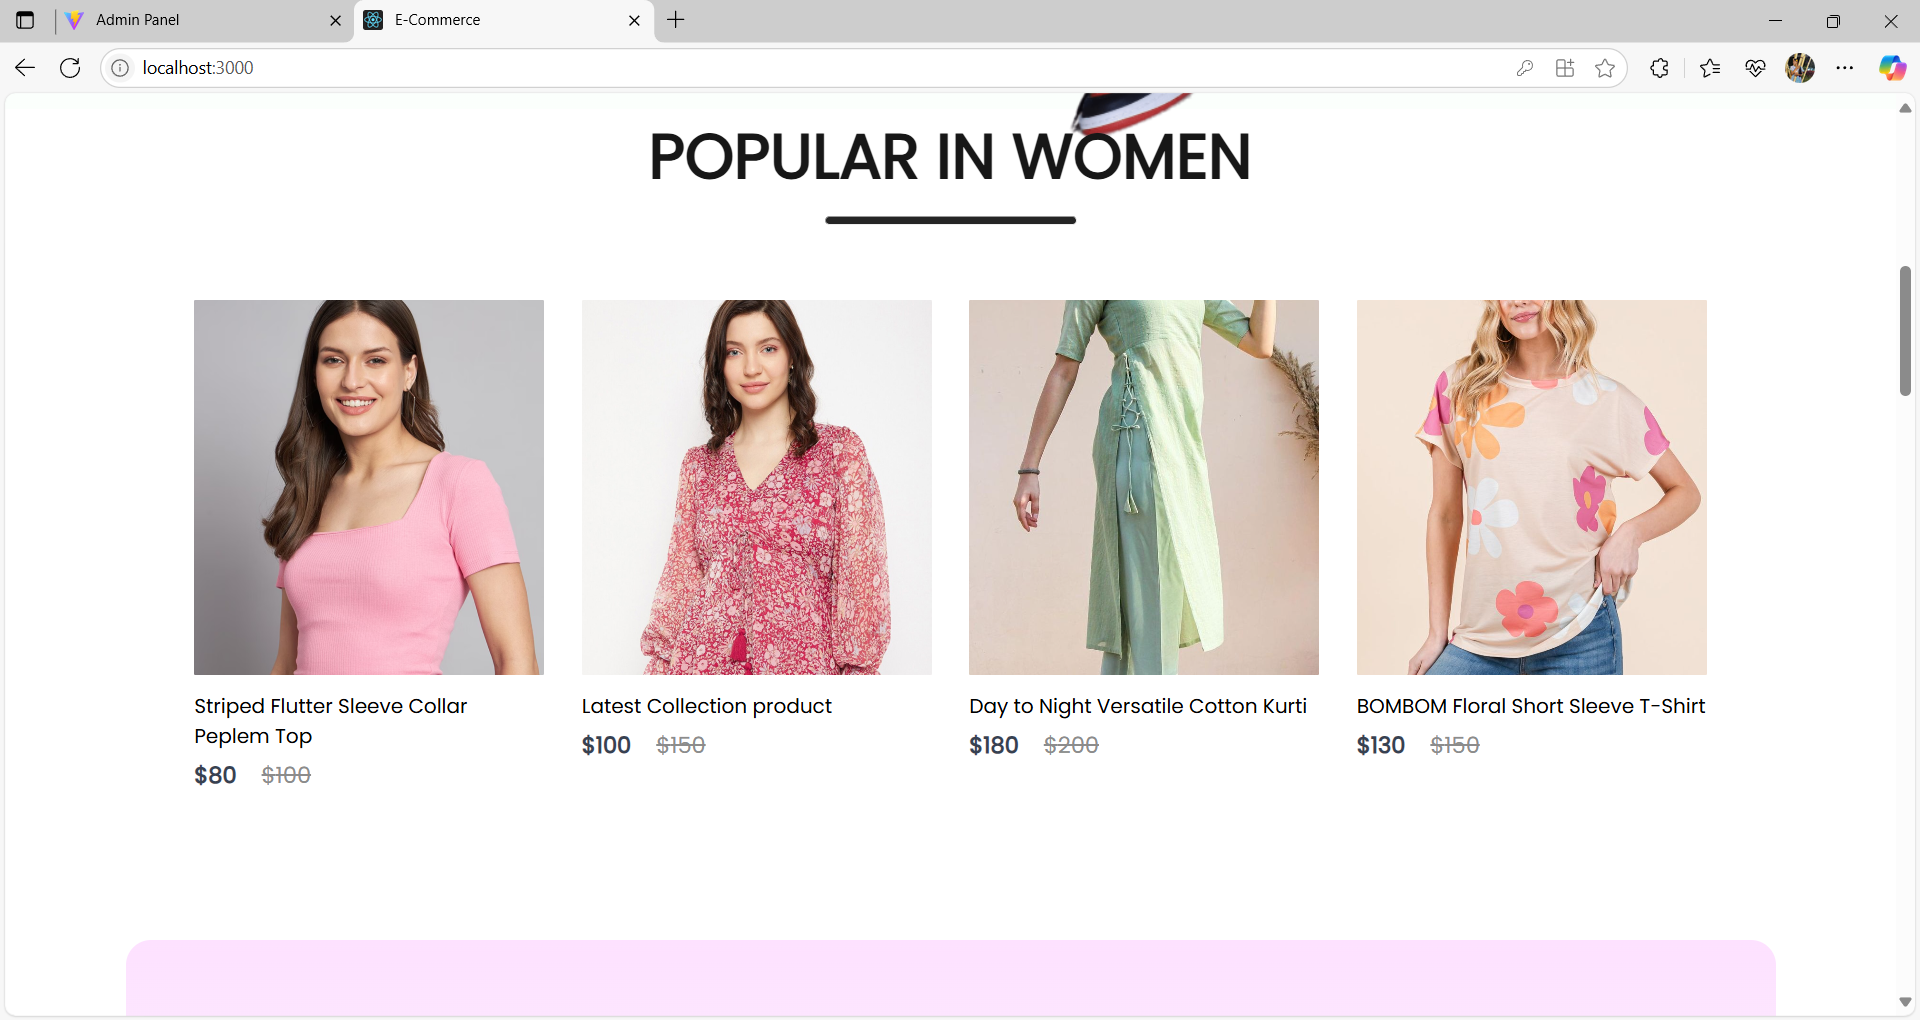 Admin Panel
E-Commerce
localhost:3000
POPULAR IN WOMEN
Striped Flutter Sleeve Collar
Peplem Top
$80 $100
Latest Collection product
$100 $150
Day to Night Versatile Cotton Kurti
$180 $200
BOMBOM Floral Short Sleeve T-Shirt
$130 $150